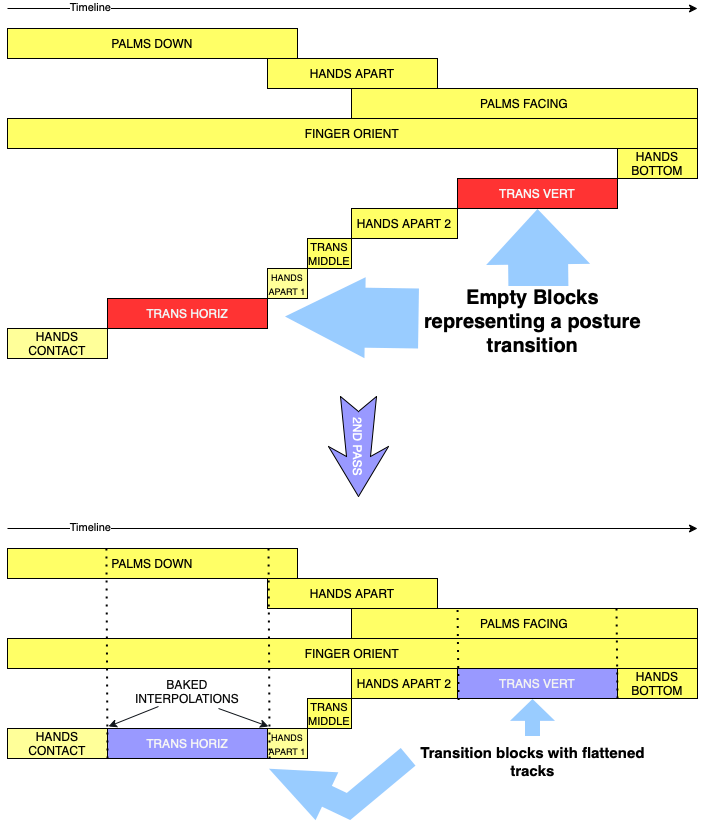 Timeline
PALMS DOWN
HANDS APART
PALMS FACING
FINGER ORIENT
HANDS
BOTTOM
TRANS VERT
HANDS APART 2
TRANS
MIDDLE
HANDS
APART 1
Empty Blocks
representing a posture
transition
TRANS HORIZ
HANDS
CONTACT
2ND PASS
Timeline
PALMS DOWN
HANDS APART
PALMS FACING
FINGER ORIENT
HANDS APART 2
TRANS VERT
HANDS
BOTTOM
BAKED
INTERPOLATIONS
TRANS
MIDDLE
HANDS
CONTACT
TRANS HORIZ
HANDS
APART 1
Transition blocks with flattened
tracks